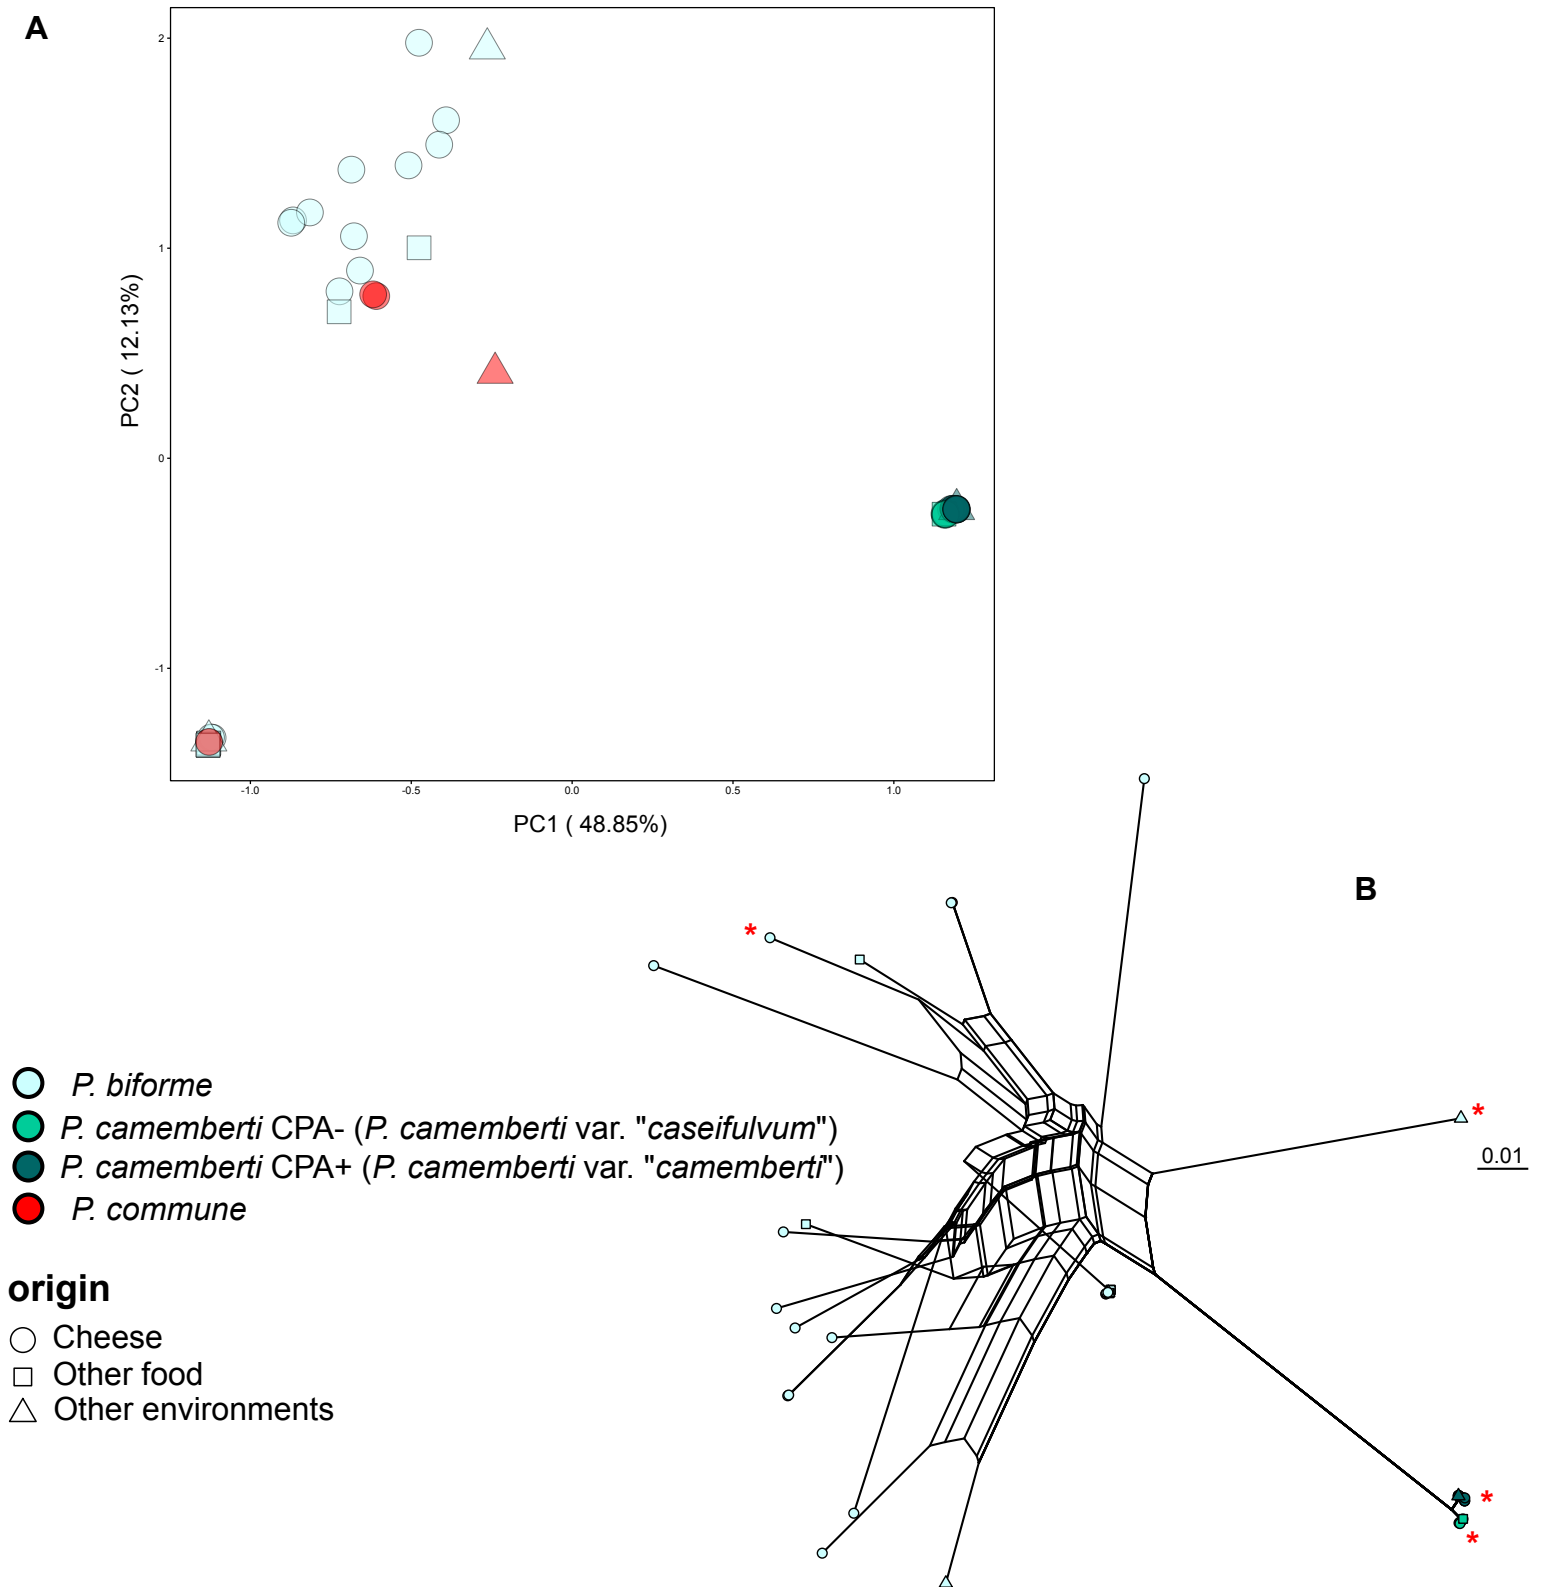 A
2
1
0
-1
PC2 ( 12.13%)
-1.0
-0.5
0.0
0.5
1.0
PC1 ( 48.85%)
B
*
*
0.01
P. biforme
P. camemberti CPA- (P. camemberti var. "caseifulvum")
P. camemberti CPA+ (P. camemberti var. "camemberti")
P. commune
origin
Cheese
Other food
Other environments
*
*